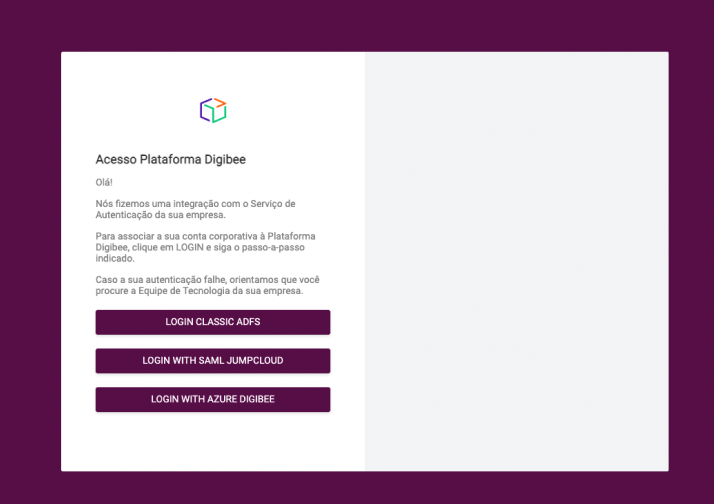 Acesso Plataforma Digibee
Olá!
Nós fizemos uma integração com o Serviço de
Autenticação da sua empresa.
Para associar a sua conta corporativa à Plataforma
Digibee, clique em LOGIN e siga o passo-a-passo
indicado.
Caso a sua autenticação falhe, orientamos que você
procure a Equipe de Tecnologia da sua empresa.
LOGIN CLASSIC ADFS
LOGIN WITH SAML JUMPCLOUD
LOGIN WITH AZURE DIGIBEE